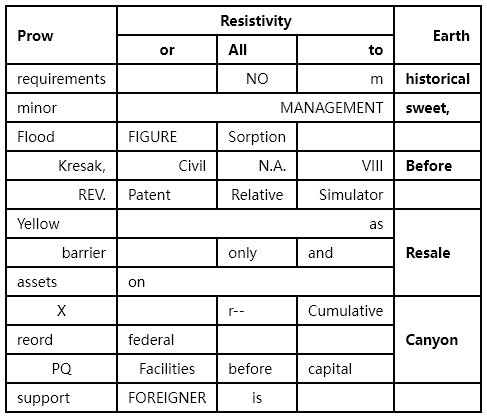 Prow Resistivity Earth
or All to
requirements NO m historical
minor MANAGEMENT sweet,
Flood FIGURE Sorption
Kresak, Civil N.A. VIII Before
REV. Patent Relative Simulator
Yellow as
barrier only and Resale
assets on
X r-- Cumulative
reord federal Canyon
PQ Facilities before capital
support FOREIGNER is